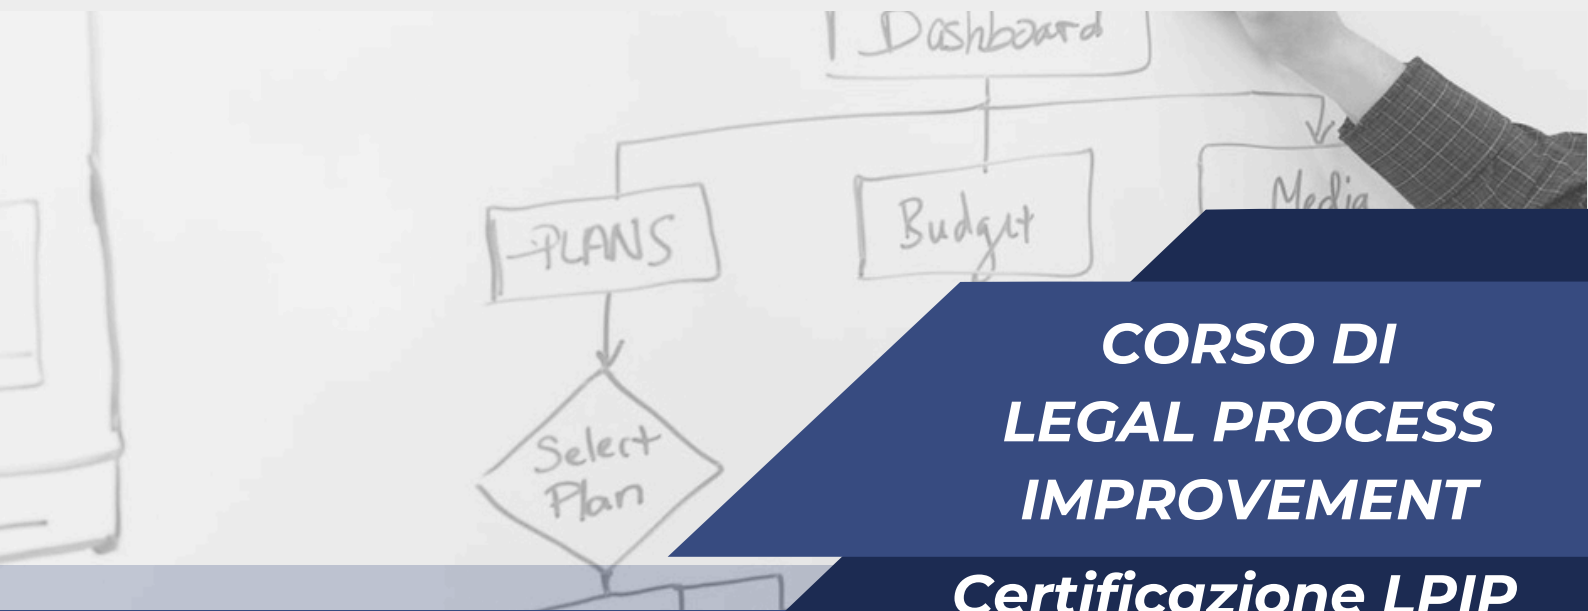 Dashboard
PLANS
Budget
Media
Select
Plan
CORSO DI
LEGAL PROCESS
IMPROVEMENT
Certificazione LPIP